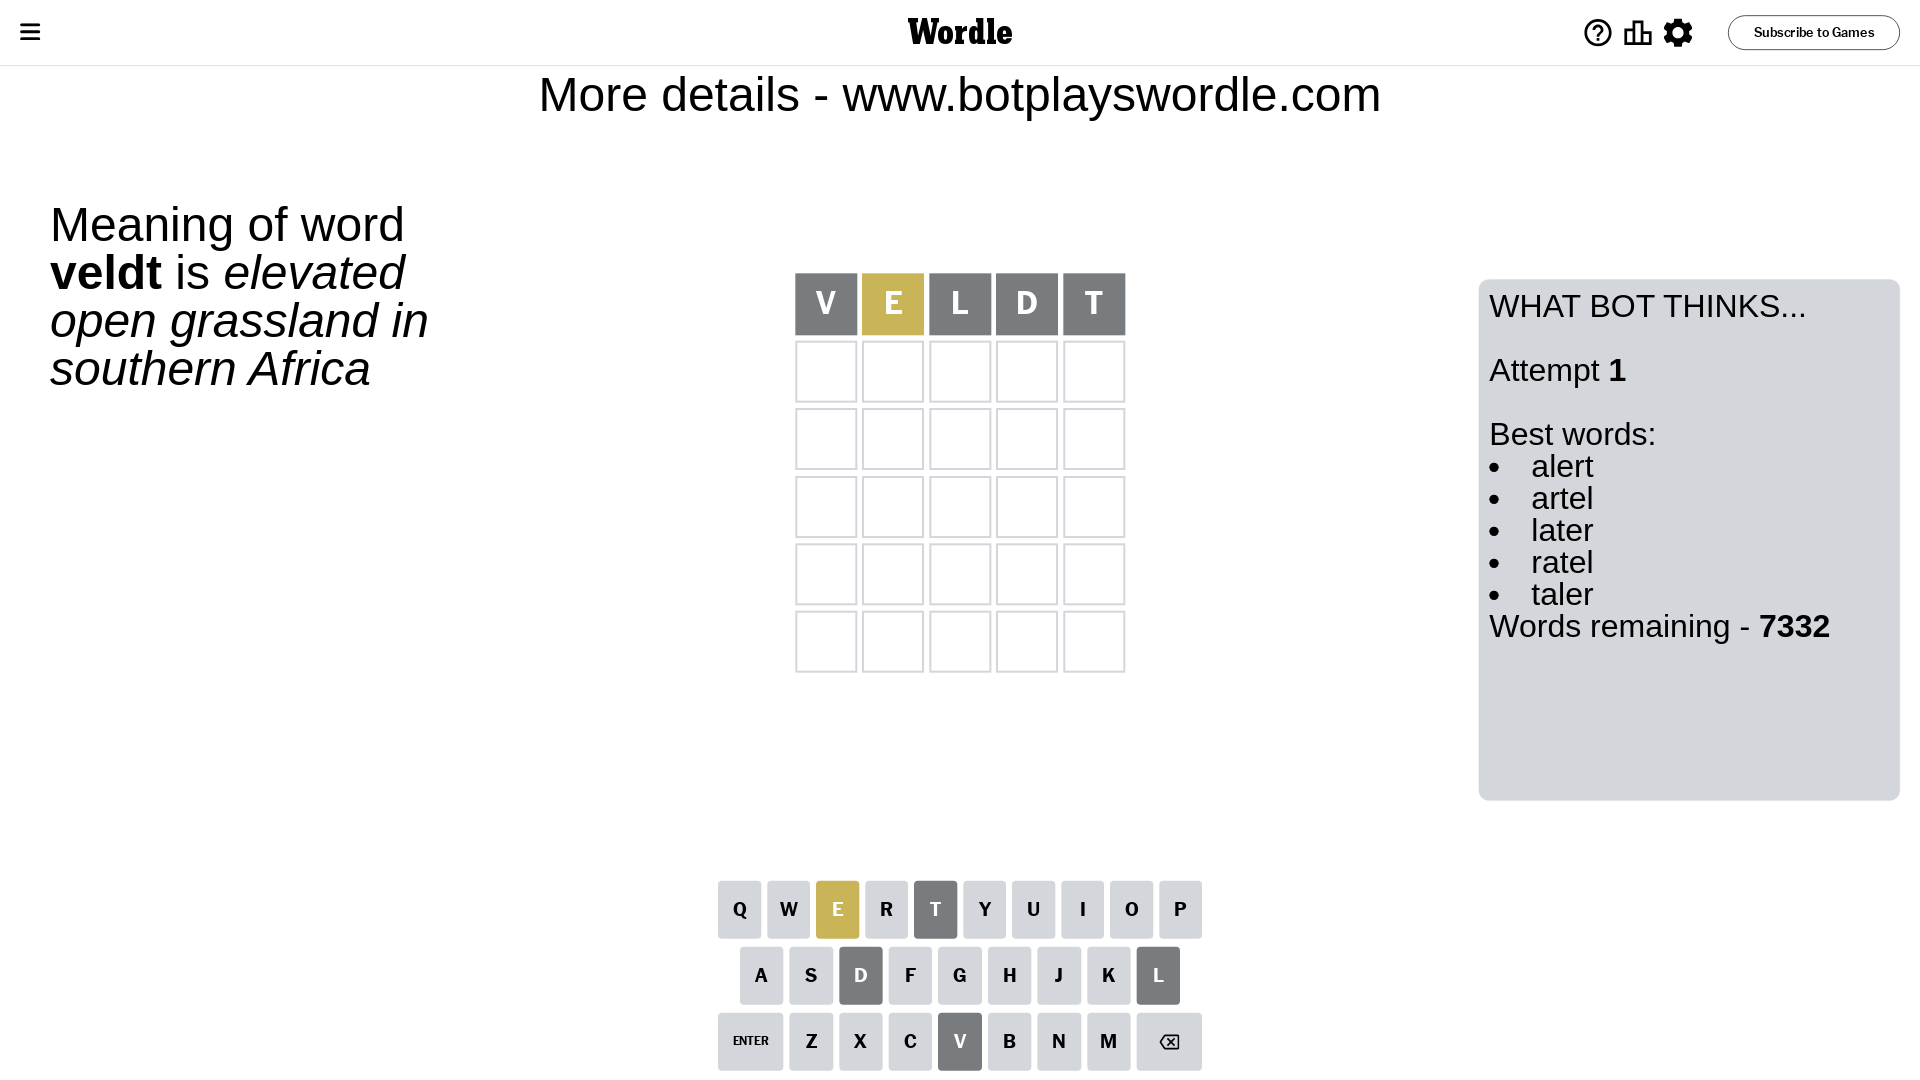 Wordle
Subscribe to Games
More details - www.botplayswordle.com
Meaning of word
veldt is elevated
open grassland in
southern Africa
V E L D T
WHAT BOT THINKS...
Attempt 1
Best words:
• alert
• artel
• later
• ratel
• taler
Words remaining - 7332
Q W E R T Y U I O P
A S D F G H J K L
ENTER Z X C V B N M